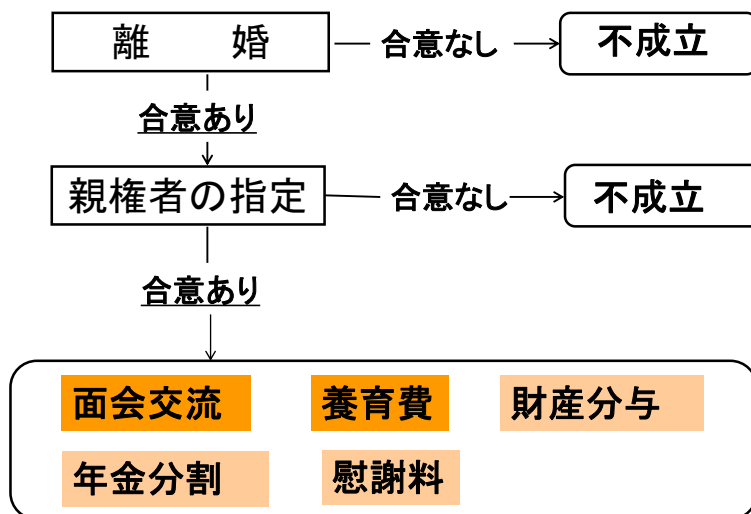 離　　婚
合意なし
不成立
合意あり
親権者の指定
合意なし
不成立
合意あり
面会交流
養育費
財産分与
年金分割
慰謝料